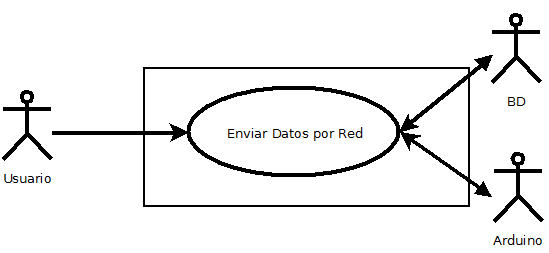 BD
Enviar Datos por Red
Usuario
Arduino